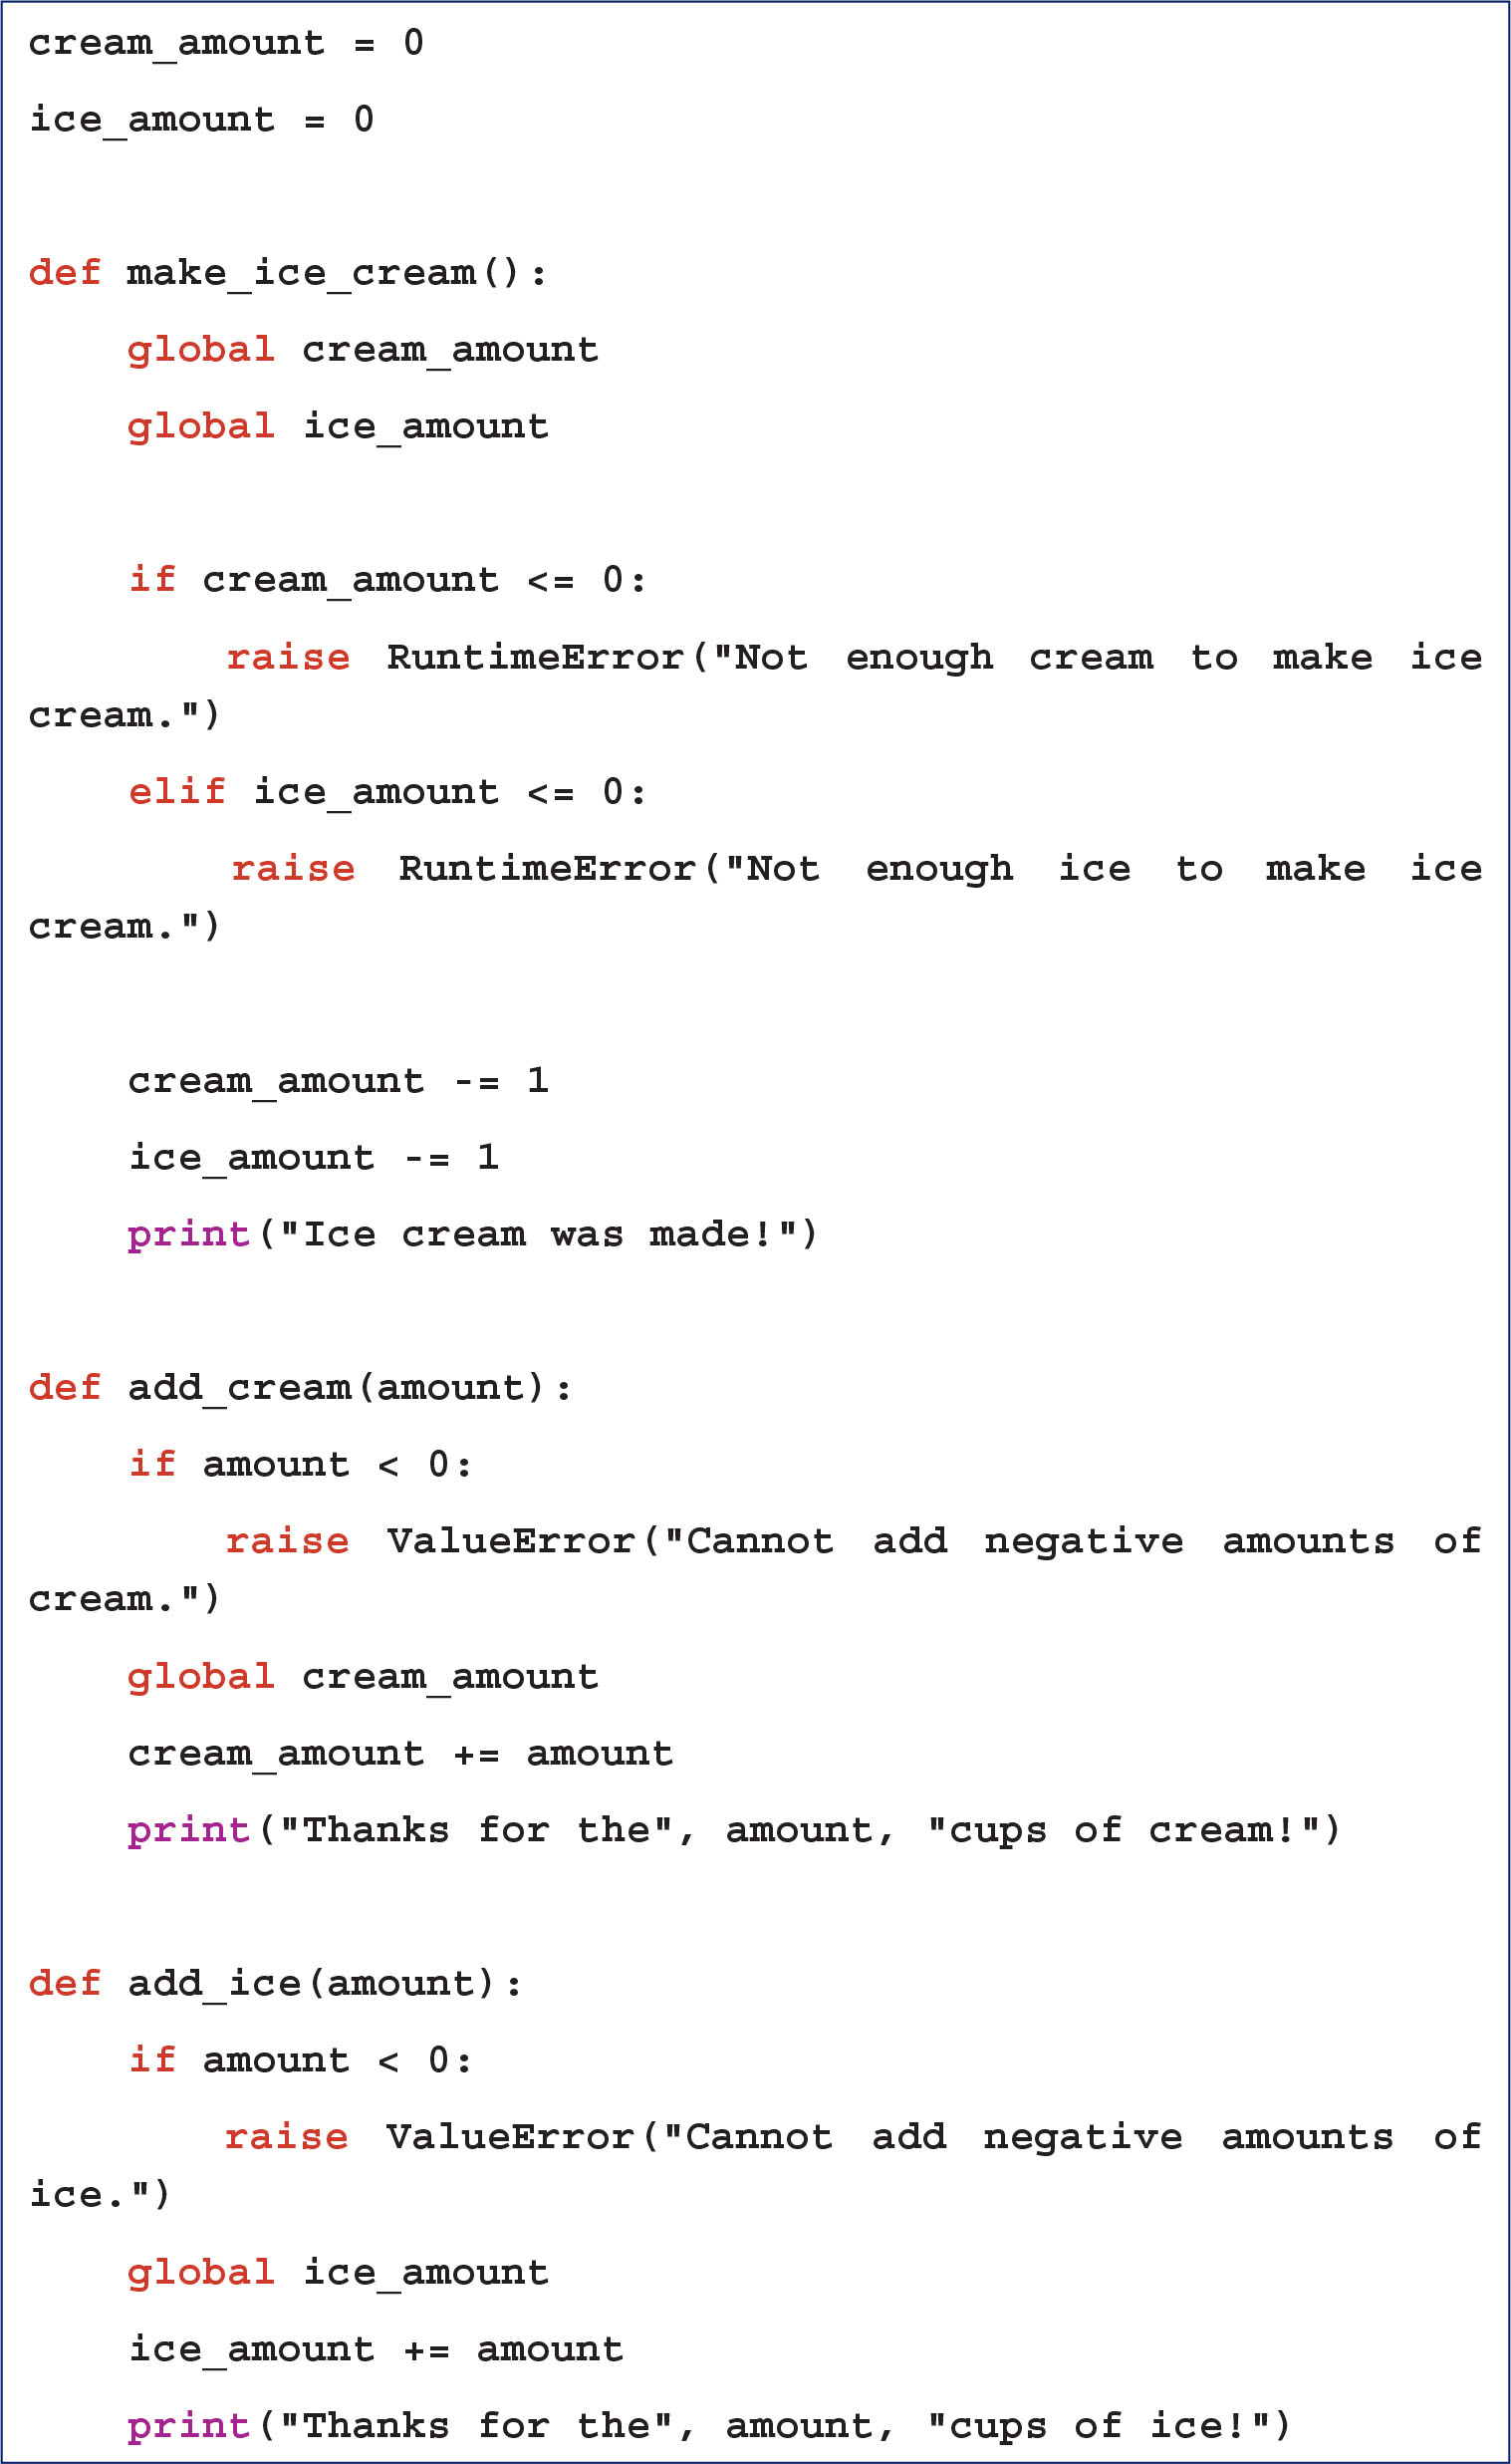 cream_amount = 0
ice_amount = 0
def make_ice_cream():
    global cream_amount
    global ice_amount
    if cream_amount <= 0:
        raise RuntimeError("Not enough cream to make ice
cream.")
    elif ice_amount <= 0:
        raise RuntimeError("Not enough ice to make ice
cream.")
    cream_amount -= 1
    ice_amount -= 1
    print("Ice cream was made!")
def add_cream(amount):
    if amount < 0:
        raise ValueError("Cannot add negative amounts of
cream.")
    global cream_amount
    cream_amount += amount
    print("Thanks for the", amount, "cups of cream!")
def add_ice(amount):
    if amount < 0:
        raise ValueError("Cannot add negative amounts of
ice.")
    global ice_amount
    ice_amount += amount
    print("Thanks for the", amount, "cups of ice!")